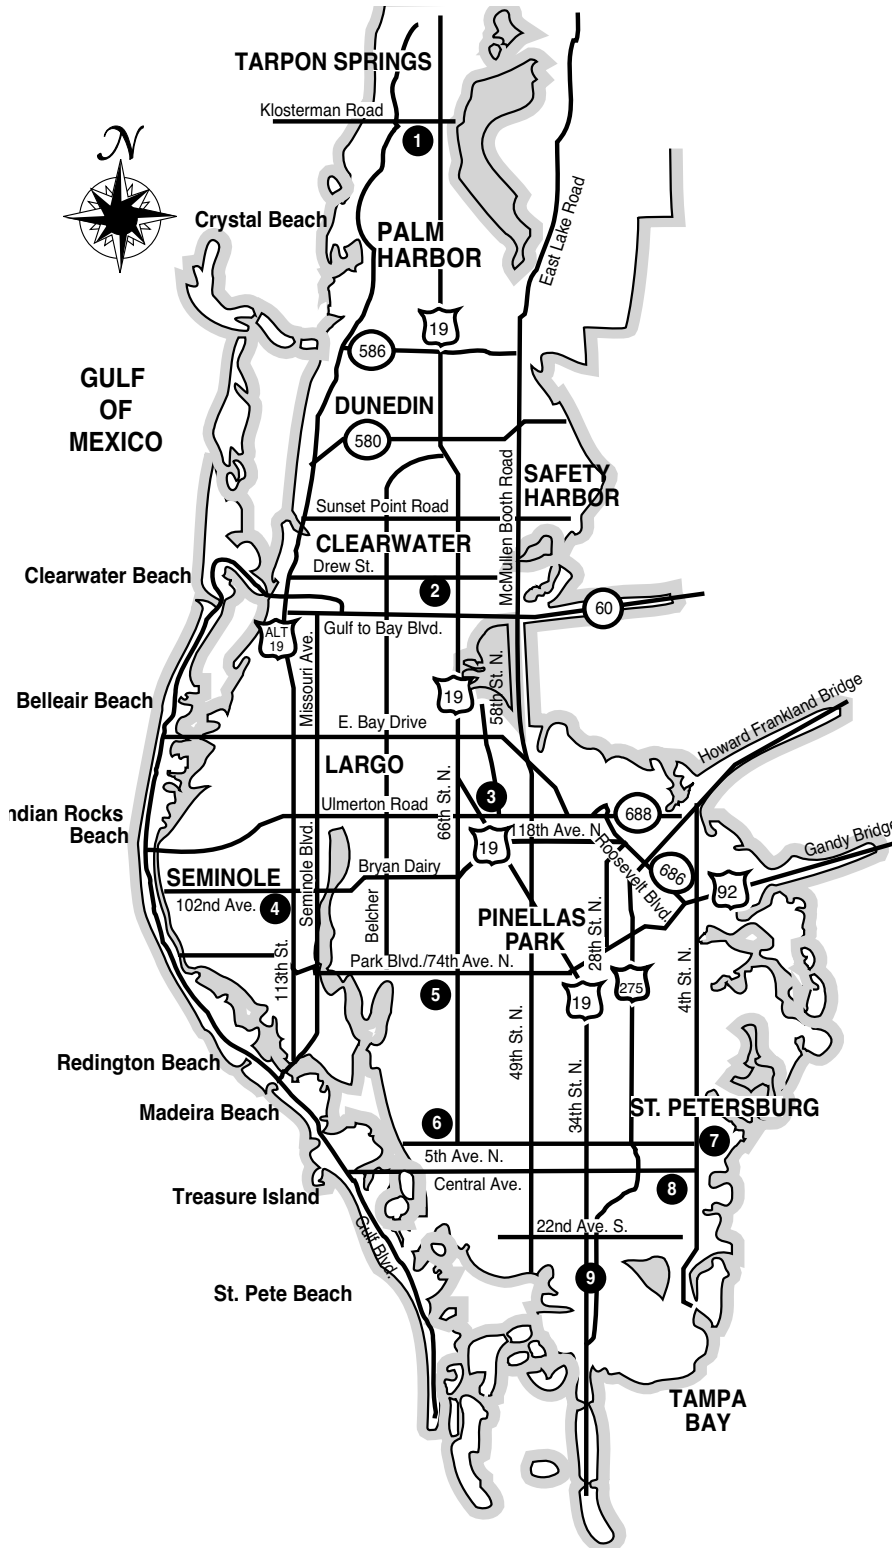 TARPON SPRINGS
Klosterman Road
1
N
Crystal Beach
PALM
HARBOR
East Lake Road
19
586
GULF
OF
MEXICO
DUNEDIN
580
McMullen Booth Road
SAFETY
HARBOR
Sunset Point Road
CLEARWATER
Drew St.
Clearwater Beach
2
60
Gulf to Bay Blvd.
ALT
19
Missouri Ave.
58th St. N.
19
Belleair Beach
E. Bay Drive
Howard Frankland Bridge
LARGO
66th St. N.
3
Ulmerton Road
688
ndian Rocks
Beach
118th Ave. N.
19
Gandy Bridge
Roosevelt Blvd.
686
92
Seminole Blvd.
Bryan Dairy
SEMINOLE
102nd Ave.
4
Belcher
PINELLAS
PARK
28th St. N.
113th St.
Park Blvd./74th Ave. N.
4th St. N.
5
19
275
49th St. N.
34th St. N.
Redington Beach
Madeira Beach
6
ST. PETERSBURG
7
5th Ave. N.
Central Ave.
8
Treasure Island
Gulf Blvd.
22nd Ave. S.
9
St. Pete Beach
TAMPA
BAY